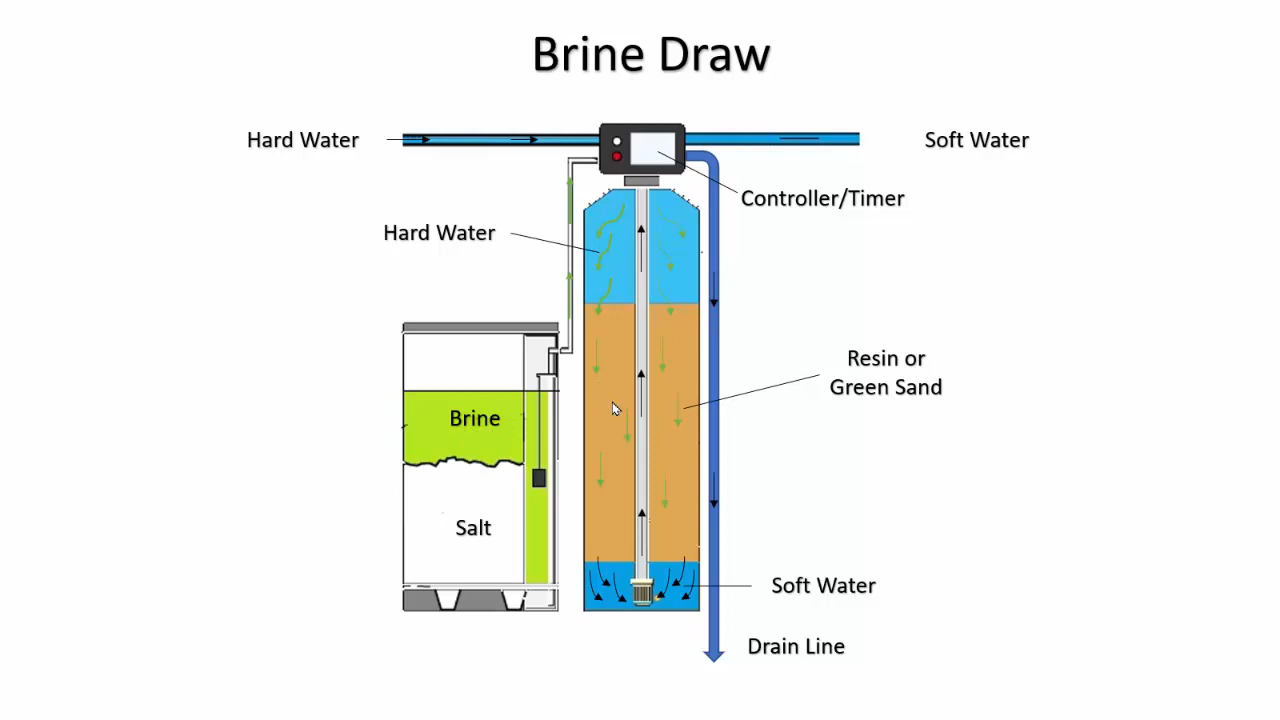 Brine Draw
Hard Water
Soft Water
Controller/Timer
Hard Water
Resin or
Green Sand
Brine
Salt
Soft Water
Drain Line